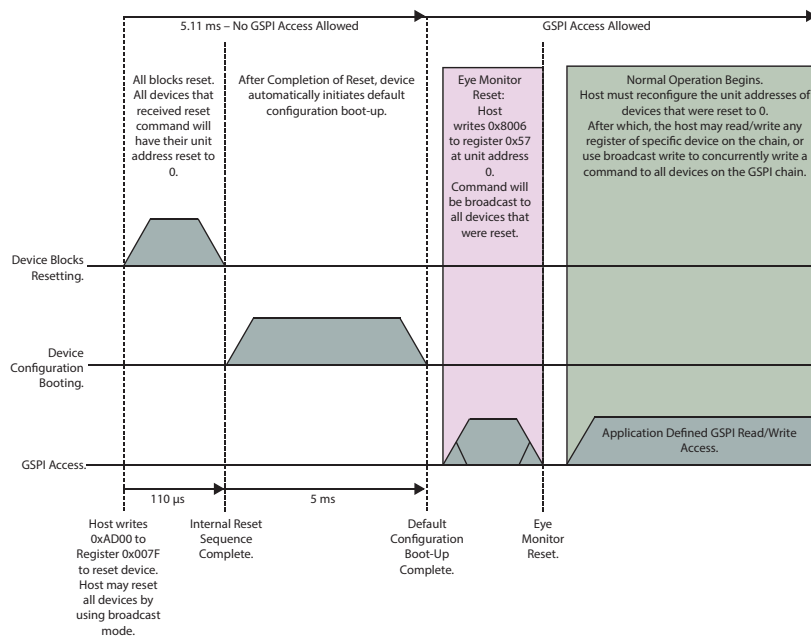 5.11 ms – No GSPI Access Allowed
GSPI Access Allowed
All blocks reset.
All devices that
received reset
command will
have their unit
address reset to
0.
After Completion of Reset, device
automatically initiates default
configuration boot-up.
Eye Monitor
Reset:
Host
writes 0x8006
to register 0x57
at unit address
0.
Command will
be broadcast to
all devices that
were reset.
Normal Operation Begins.
Host must reconfigure the unit addresses of
devices that were reset to 0.
After which, the host may read/write any
register of specific device on the chain, or
use broadcast write to concurrently write a
command to all devices on the GSPI chain.
Device Blocks
Resetting.
Device
Configuration
Booting.
GSPI Access.
Application Defined GSPI Read/Write
Access.
110 µs
5 ms
Host writes
0xAD00 to
Register 0x007F
to reset device.
Host may reset
all devices by
using broadcast
mode.
Internal Reset
Sequence
Complete.
Default
Configuration
Boot-Up
Complete.
Eye
Monitor
Reset.